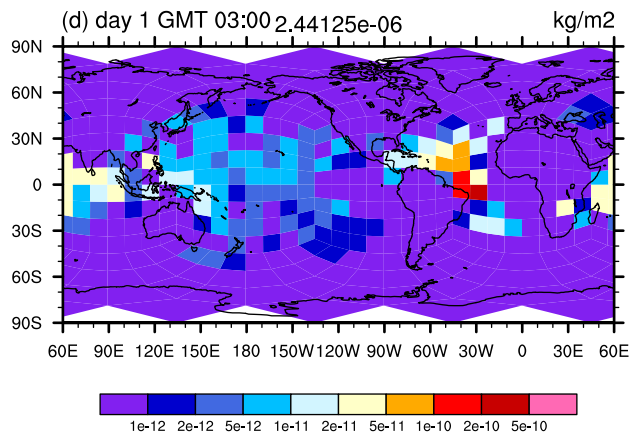 (d) day 1 GMT 03:00 2.44125e-06 kg/m2
90N
60N
30N
0
30S
60S
90S
60E 90E 120E 150E 180 150W 120W 90W 60W 30W 0 30E 60E
1e-12 2e-12 5e-12 1e-11 2e-11 5e-11 1e-10 2e-10 5e-10